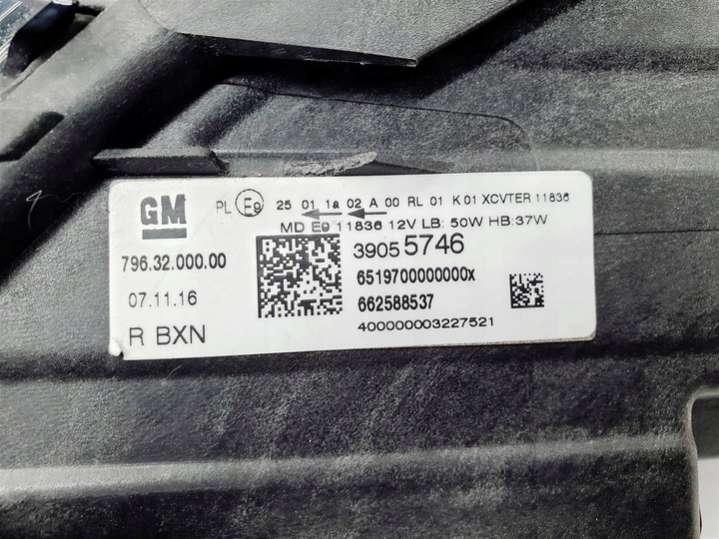 GM
PL E9 25 01 1a 02 A 00 RL 01 K 01 XCVTER 11836
MD E9 11836 12V LB: 50W HB:37W
796.32.000.00
39055746
07.11.16
6519700000000X
662588537
R BXN
400000003227521